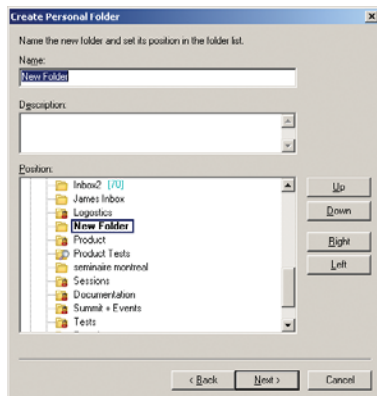 Create Personal Folder
Name the new folder and set its position in the folder list.
Name:
New Folder
Description:
Position:
Inbox2 [70]
James Inbox
Logostics
New Folder
Product
Product Tests
seminaire montreal
Sessions
Documentation
Summit + Events
Tests
Up
Down
Right
Left
< Back
Next >
Cancel